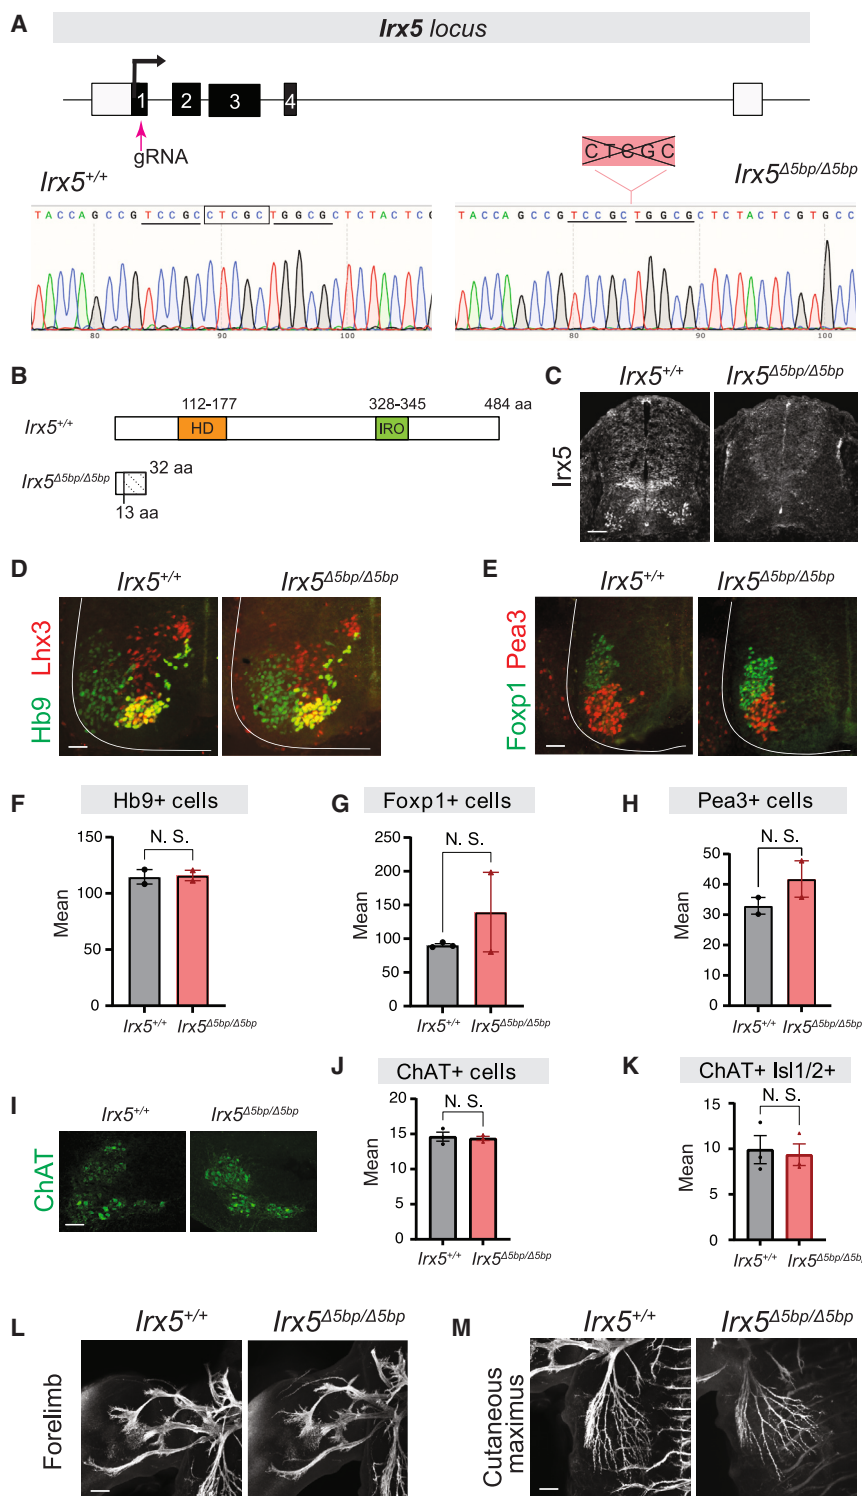 A
Irx5 locus
1 2 3 4
gRNA
CTCGC
Irx5+/+
Irx5Δ5bp/Δ5bp
TACCAGCCGTCCGCCTCGCTGGCGCTCTACTCG
TACCAGCCGTCCGCTGGCGCTCTACTCGTGCC
80 90 100
80 90 100
B
112-177 328-345 484 aa
Irx5+/+
HD IRO
Irx5Δ5bp/Δ5bp
32 aa
13 aa
C
Irx5+/+ Irx5Δ5bp/Δ5bp
Irx5
D
Irx5+/+ Irx5Δ5bp/Δ5bp
Hb9 Lhx3
E
Irx5+/+ Irx5Δ5bp/Δ5bp
Foxp1 Pea3
F
Hb9+ cells
N. S.
Mean
150
100
50
0
Irx5+/+ Irx5Δ5bp/Δ5bp
G
Foxp1+ cells
N. S.
Mean
250
200
150
100
50
0
Irx5+/+ Irx5Δ5bp/Δ5bp
H
Pea3+ cells
N. S.
Mean
50
40
30
20
10
0
Irx5+/+ Irx5Δ5bp/Δ5bp
I
Irx5+/+ Irx5Δ5bp/Δ5bp
ChAT
J
ChAT+ cells
N. S.
Mean
20
15
10
5
0
Irx5+/+ Irx5Δ5bp/Δ5bp
K
ChAT+ Isl1/2+
N. S.
Mean
15
10
5
0
Irx5+/+ Irx5Δ5bp/Δ5bp
L
Irx5+/+ Irx5Δ5bp/Δ5bp
Forelimb
M
Irx5+/+ Irx5Δ5bp/Δ5bp
Cutaneous
maximus